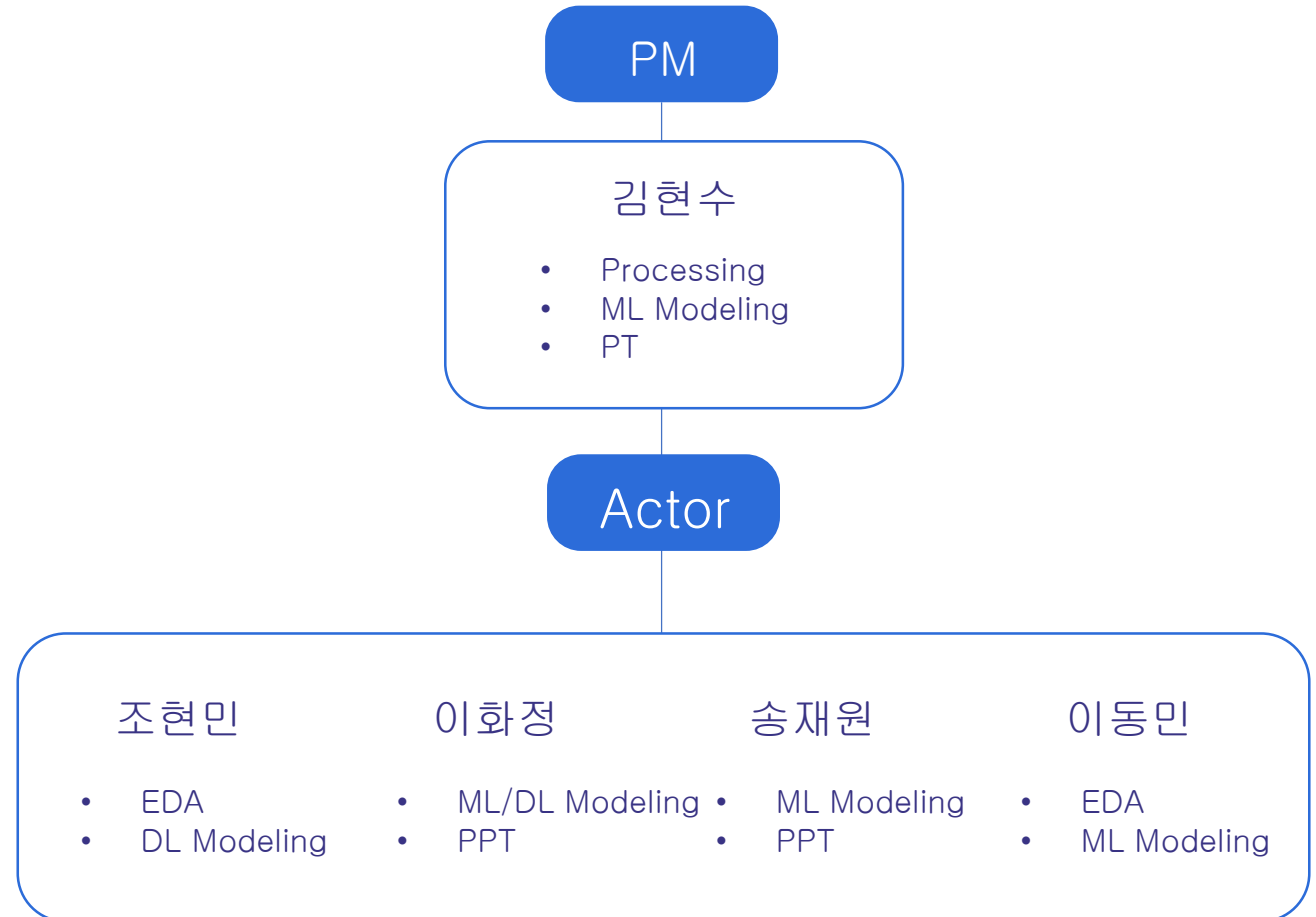 PM
김현수
• Processing
• ML Modeling
• PT
Actor
조현민
• EDA
• DL Modeling
이화정
• ML/DL Modeling
• PPT
송재원
• ML Modeling
• PPT
이동민
• EDA
• ML Modeling